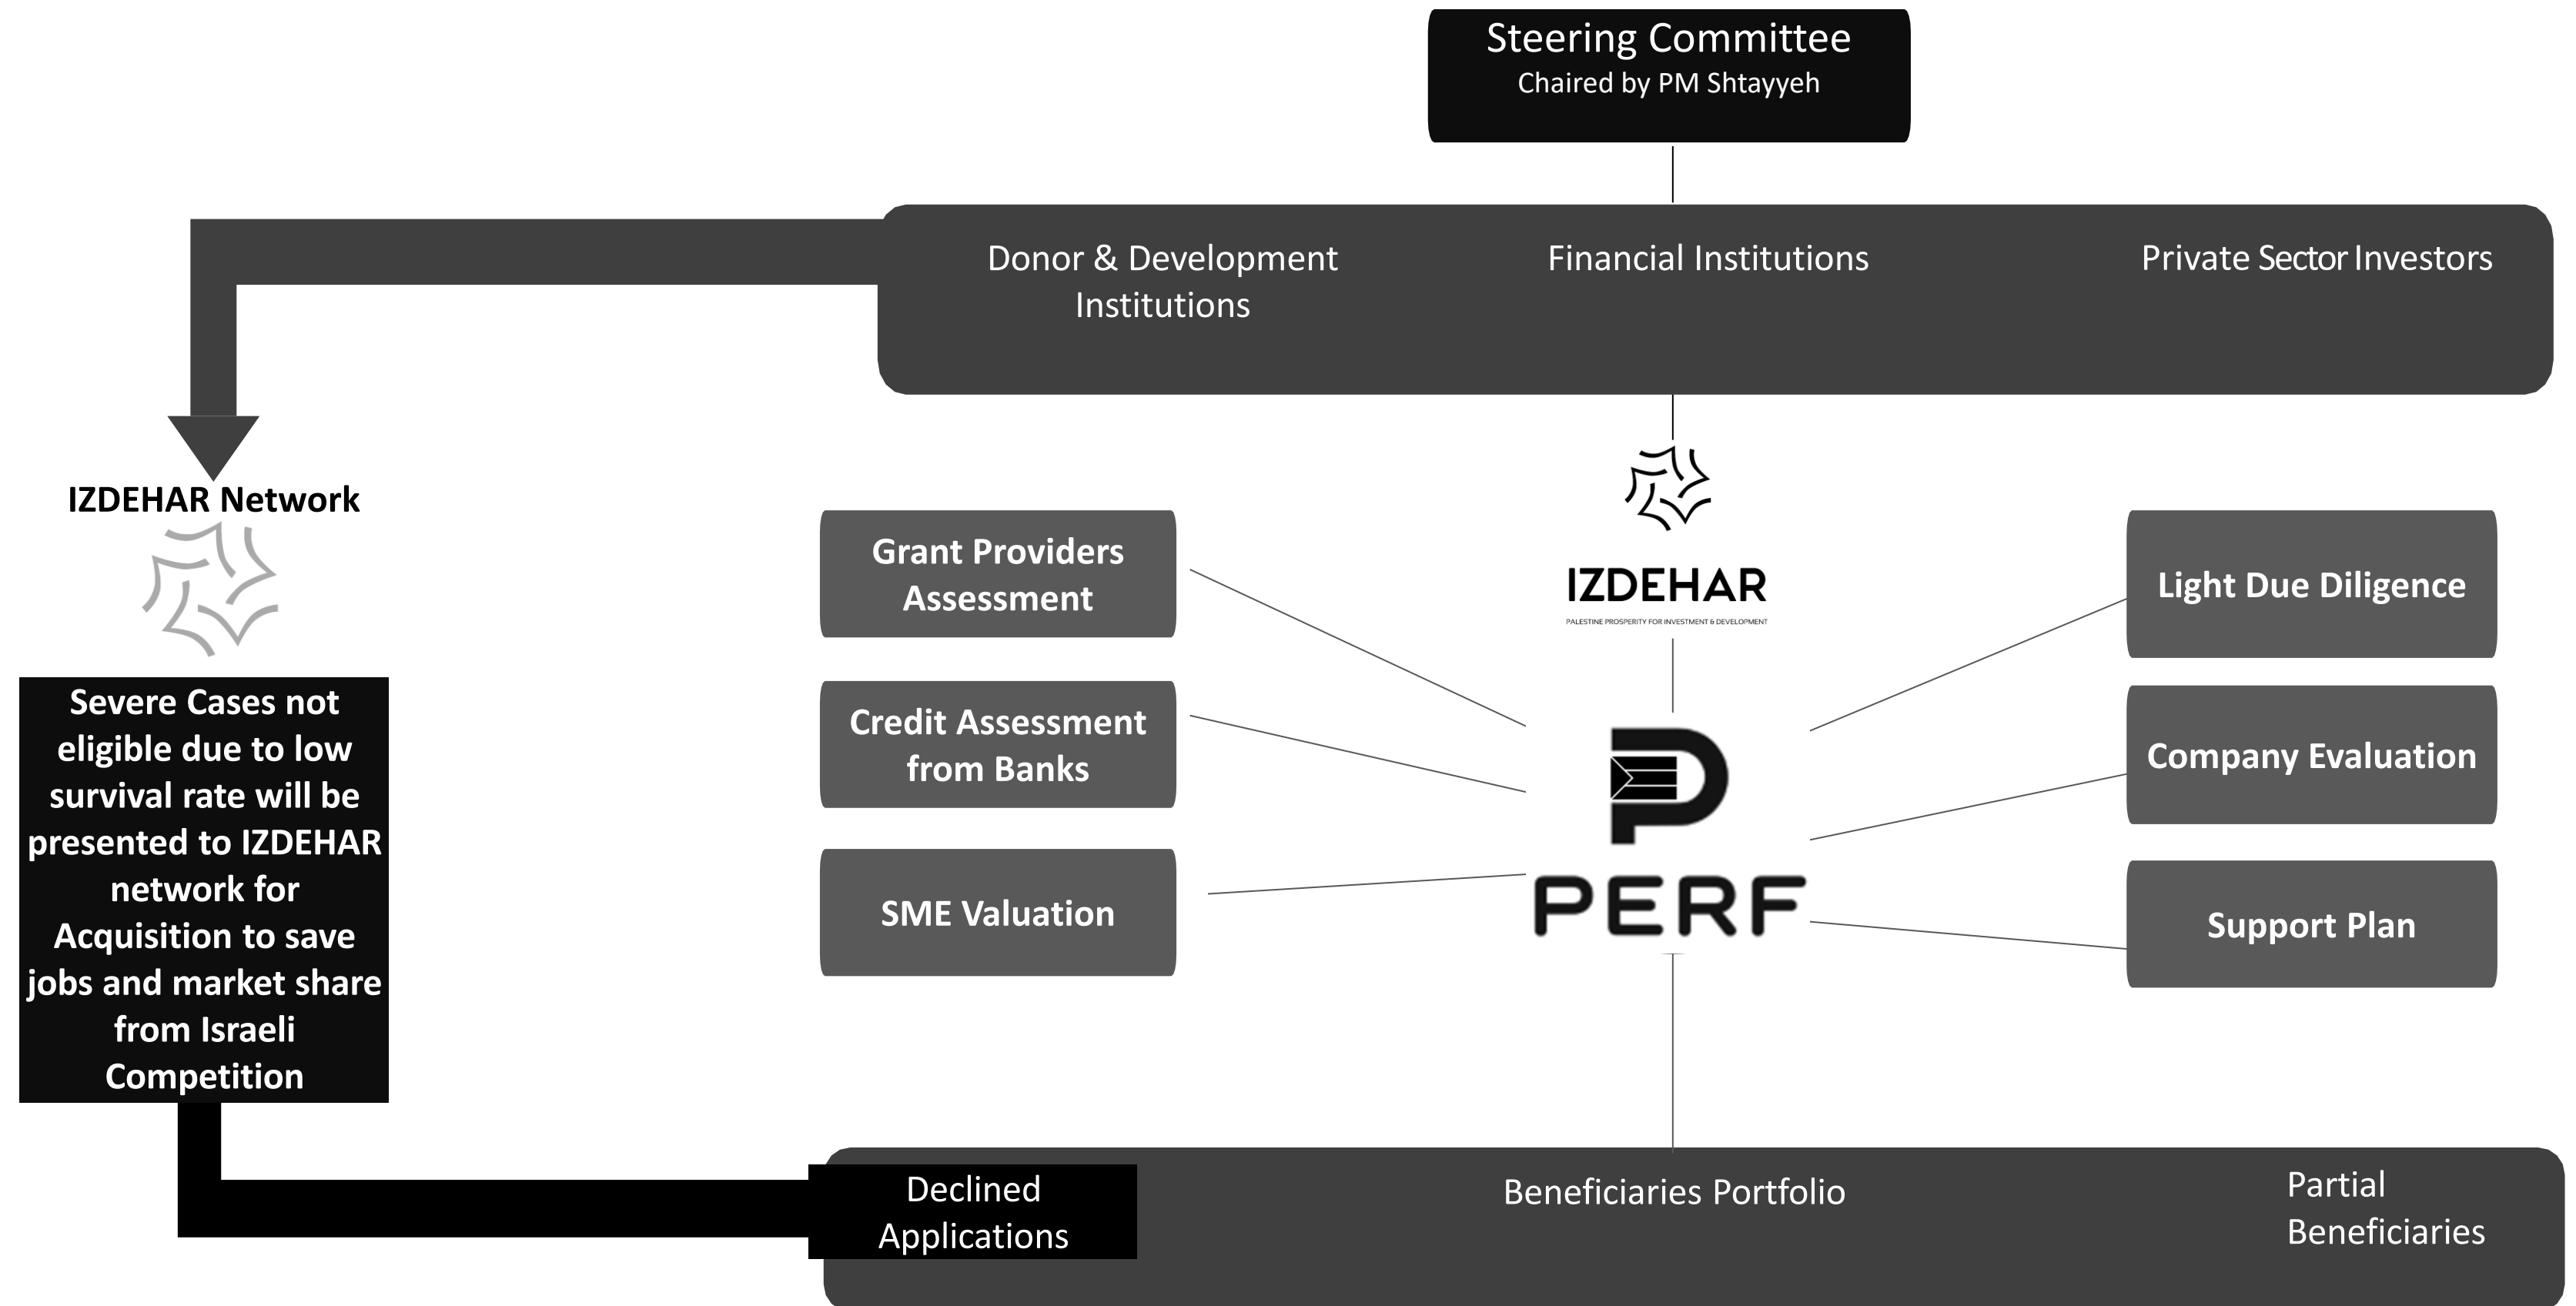 Steering Committee
Chaired by PM Shtayyeh
Donor & Development
Institutions
Financial Institutions
Private Sector Investors
IZDEHAR Network
Severe Cases not
eligible due to low
survival rate will be
presented to IZDEHAR
network for
Acquisition to save
jobs and market share
from Israeli
Competition
IZDEHAR
PALESTINE PROSPERITY FOR INVESTMENT & DEVELOPMENT
Grant Providers
Assessment
Credit Assessment
from Banks
SME Valuation
PERF
Light Due Diligence
Company Evaluation
Support Plan
Declined
Applications
Beneficiaries Portfolio
Partial
Beneficiaries